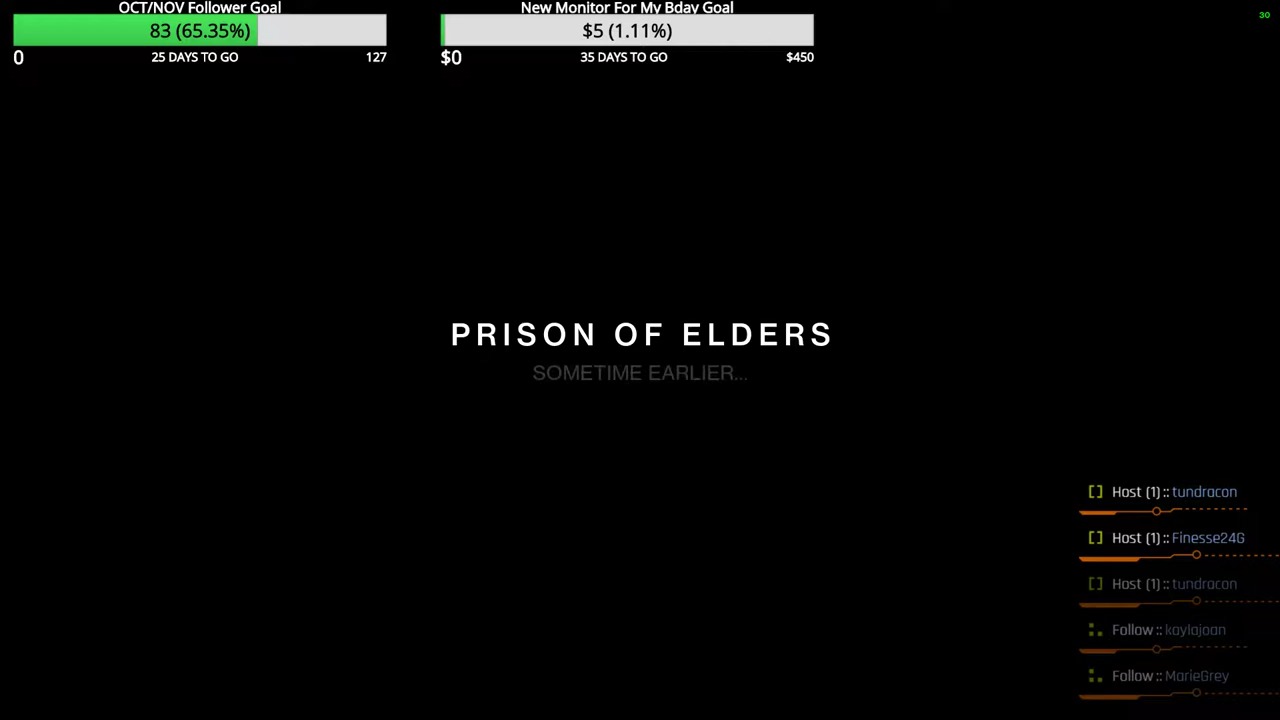 OCT/NOV Follower Goal
83 (65.35%)
0 25 DAYS TO GO 127
New Monitor For My Bday Goal
$5 (1.11%)
$0 35 DAYS TO GO $450
30
PRISON OF ELDERS
SOMETIME EARLIER...
Host (1) :: tundracon
Host (1) :: Finesse24G
Host (1) :: tundracon
Follow :: kaylajoan
Follow :: MarieGrey